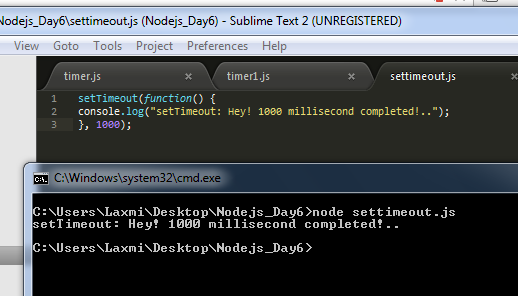 Nodejs_Day6\settimeout.js (Nodejs_Day6) - Sublime Text 2 (UNREGISTERED)
View Goto Tools Project Preferences Help
timer.js × timer1.js × settimeout.js ×
1 setTimeout(function() {
2 console.log("setTimeout: Hey! 1000 millisecond completed!..");
3 }, 1000);
C:\Windows\system32\cmd.exe
C:\Users\Laxmi\Desktop\Nodejs_Day6>node settimeout.js
setTimeout: Hey! 1000 millisecond completed!..
C:\Users\Laxmi\Desktop\Nodejs_Day6>